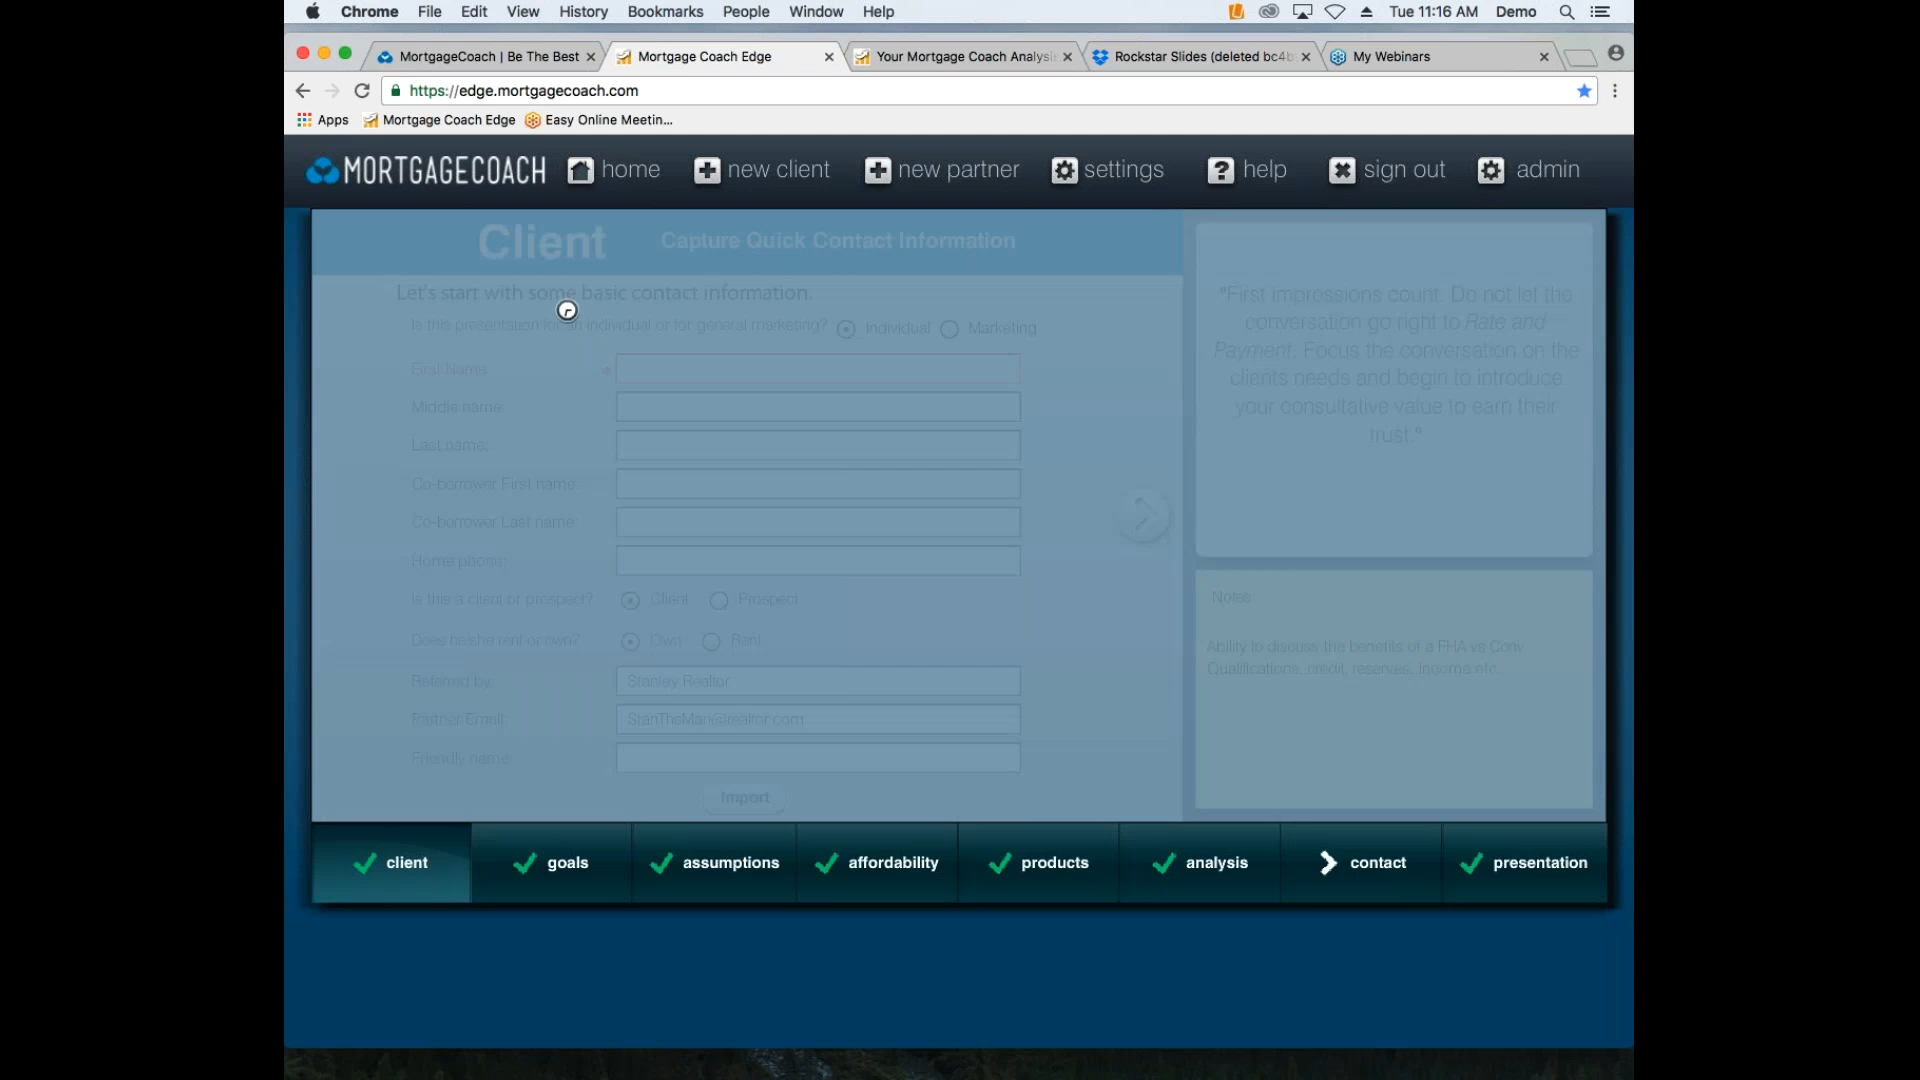 Chrome File Edit View History Bookmarks People Window Help Tue 11:16 AM Demo
MortgageCoach | Be The Best Mortgage Coach Edge Your Mortgage Coach Analysi Rockstar Slides (deleted bc4b My Webinars
https://edge.mortgagecoach.com
Apps Mortgage Coach Edge Easy Online Meetin...
MORTGAGECOACH home new client new partner settings help sign out admin
Client Capture Quick Contact Information
Let's start with some basic contact information.
Is this presentation for an individual or for general marketing? Individual Marketing
First Name: *
Middle name:
Last name:
Co-borrower First name:
Co-borrower Last name:
Home phone:
Is this a client or prospect? Client Prospect
Does he/she rent or own? Own Rent
Referred by: Stanley Realtor
Partner Email: StanTheMan@realtor.com
Friendly name:
Import
"First impressions count. Do not let the
conversation go right to Rate and
Payment. Focus the conversation on the
clients needs and begin to introduce
your consultative value to earn their
trust."
Notes:
Ability to discuss the benefits of a FHA vs Conv
Qualifications, credit, reserves, income etc.
client goals assumptions affordability products analysis contact presentation